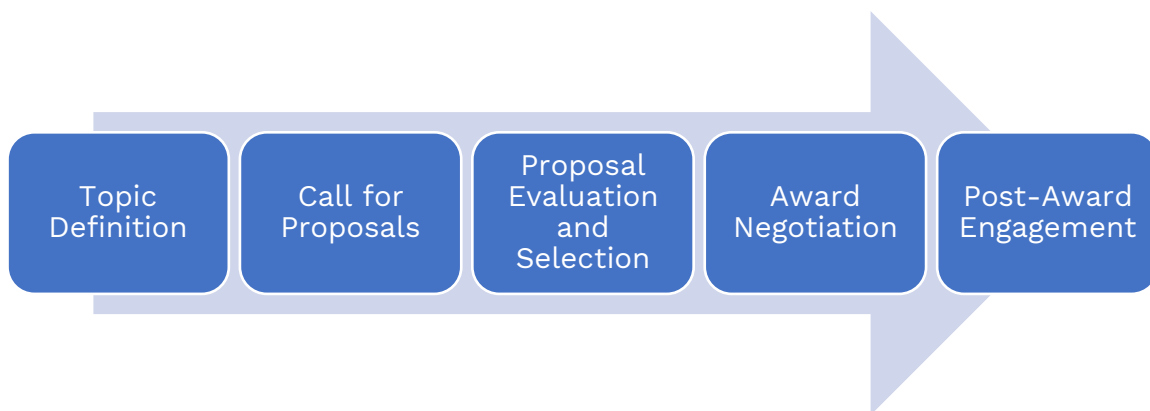 Topic
Definition
Call for
Proposals
Proposal
Evaluation
and
Selection
Award
Negotiation
Post-Award
Engagement